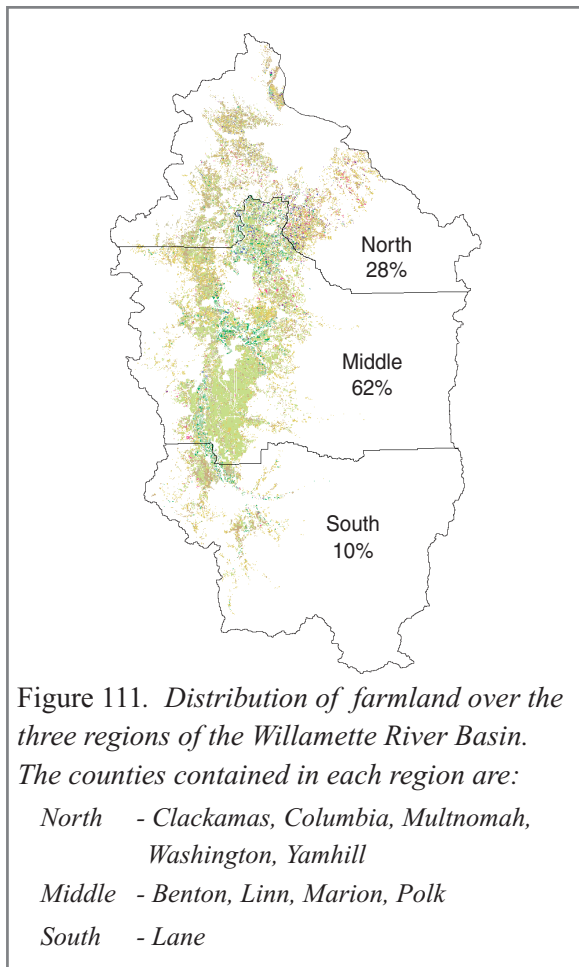 North
28%
Middle
62%
South
10%
Figure 111. Distribution of farmland over the
three regions of the Willamette River Basin.
The counties contained in each region are:
North - Clackamas, Columbia, Multnomah,
Washington, Yamhill
Middle - Benton, Linn, Marion, Polk
South - Lane